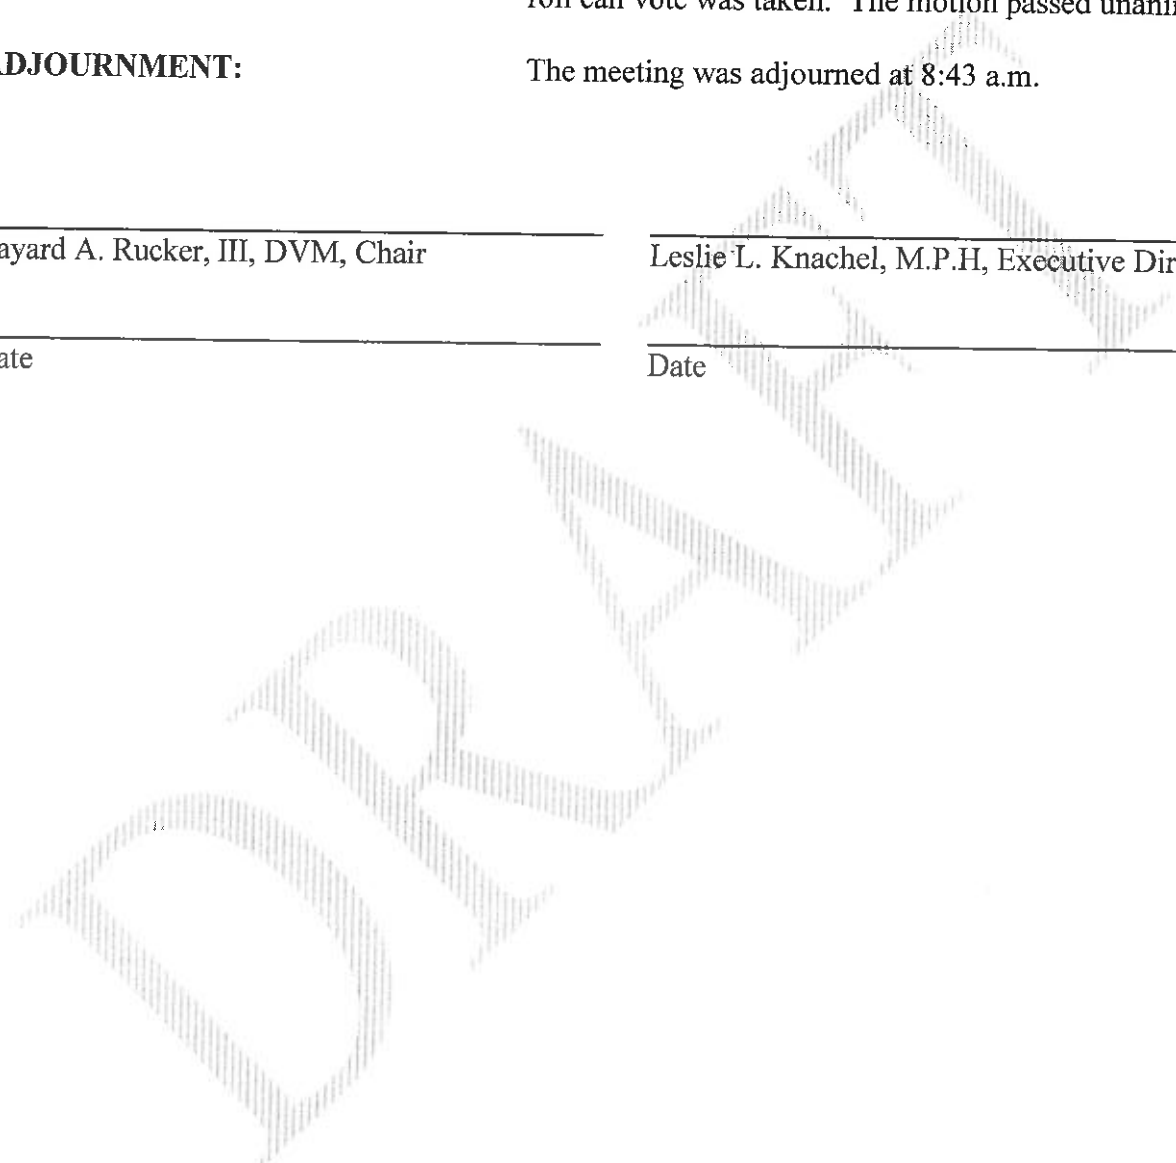 roll call vote was taken. The motion passed unani
ADJOURNMENT:
The meeting was adjourned at 8:43 a.m.
ayard A. Rucker, III, DVM, Chair
Leslie L. Knachel, M.P.H, Executive Dir
ate
Date
DRAFT